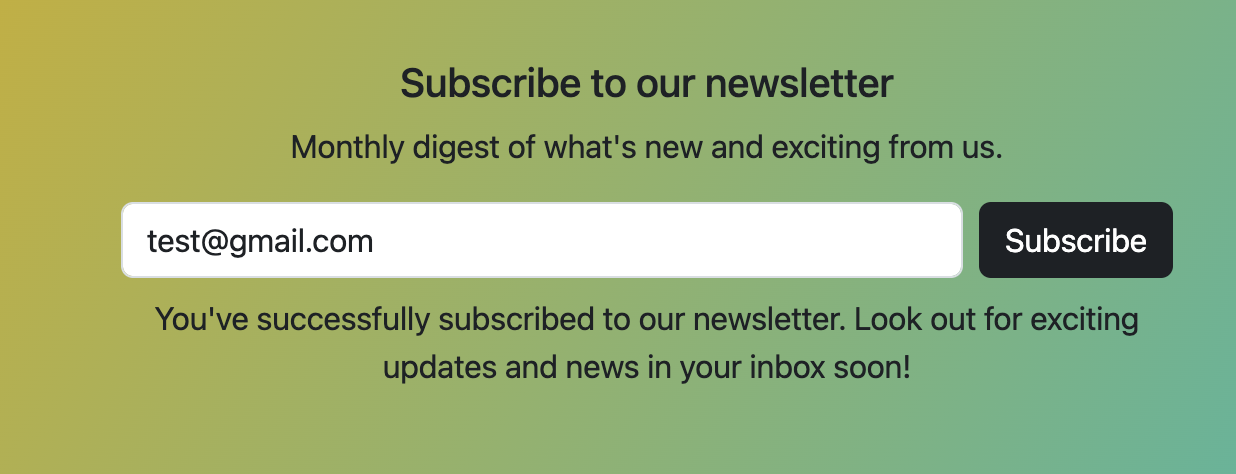 Subscribe to our newsletter
Monthly digest of what's new and exciting from us.
test@gmail.com
Subscribe
You've successfully subscribed to our newsletter. Look out for exciting
updates and news in your inbox soon!